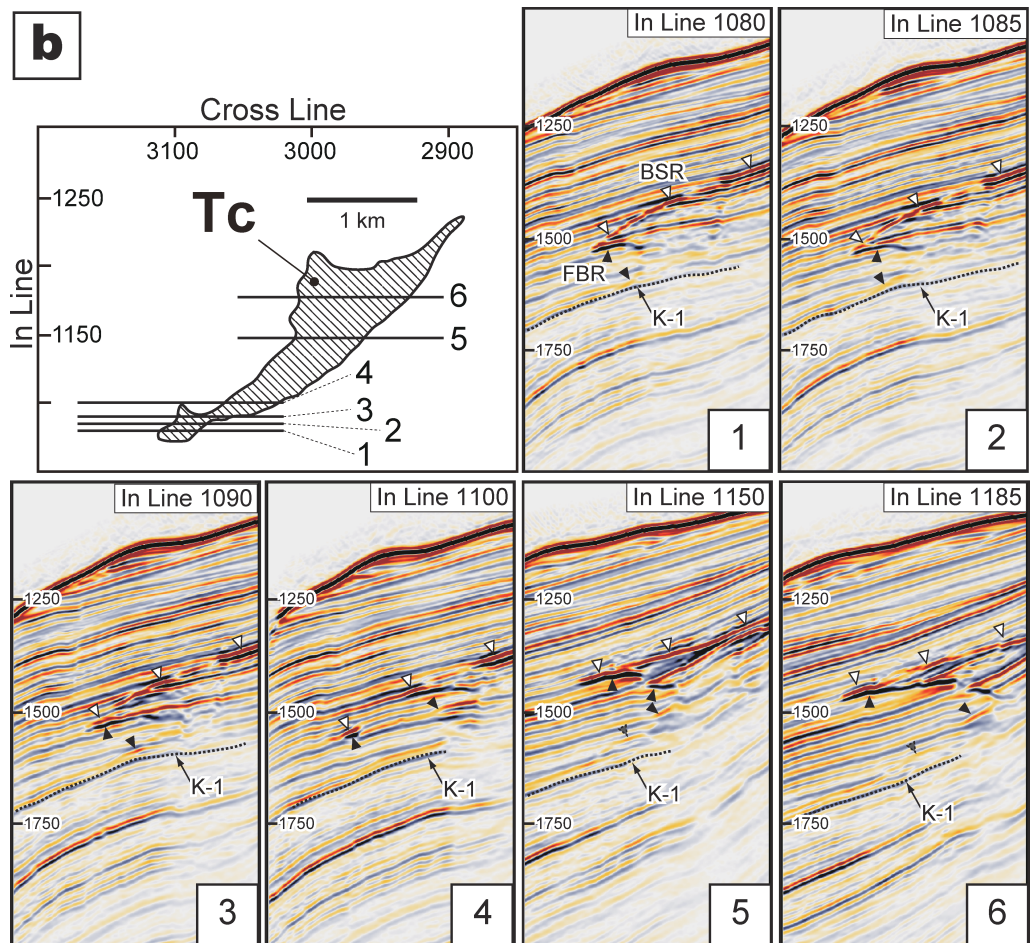 b
Cross Line
3100 3000 2900
In Line
1250
1150
Tc
1 km
6
5
4
3
2
1
In Line 1080
1250
BSR
1500
FBR
K-1
1750
1
In Line 1085
1250
1500
K-1
1750
2
In Line 1090
1250
1500
K-1
1750
3
In Line 1100
1250
1500
K-1
1750
4
In Line 1150
1250
1500
K-1
1750
5
In Line 1185
1250
1500
K-1
1750
6